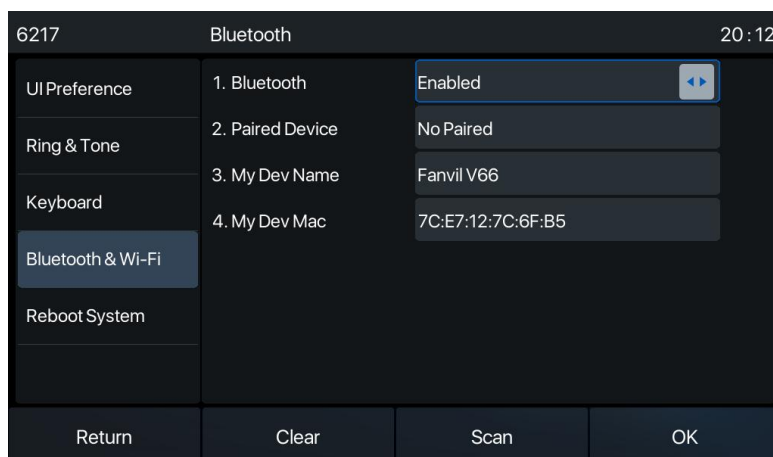 6217 Bluetooth 20:12
UI Preference
Ring & Tone
Keyboard
Bluetooth & Wi-Fi
Reboot System
1. Bluetooth Enabled
2. Paired Device No Paired
3. My Dev Name Fanvil V66
4. My Dev Mac 7C:E7:12:7C:6F:B5
Return Clear Scan OK